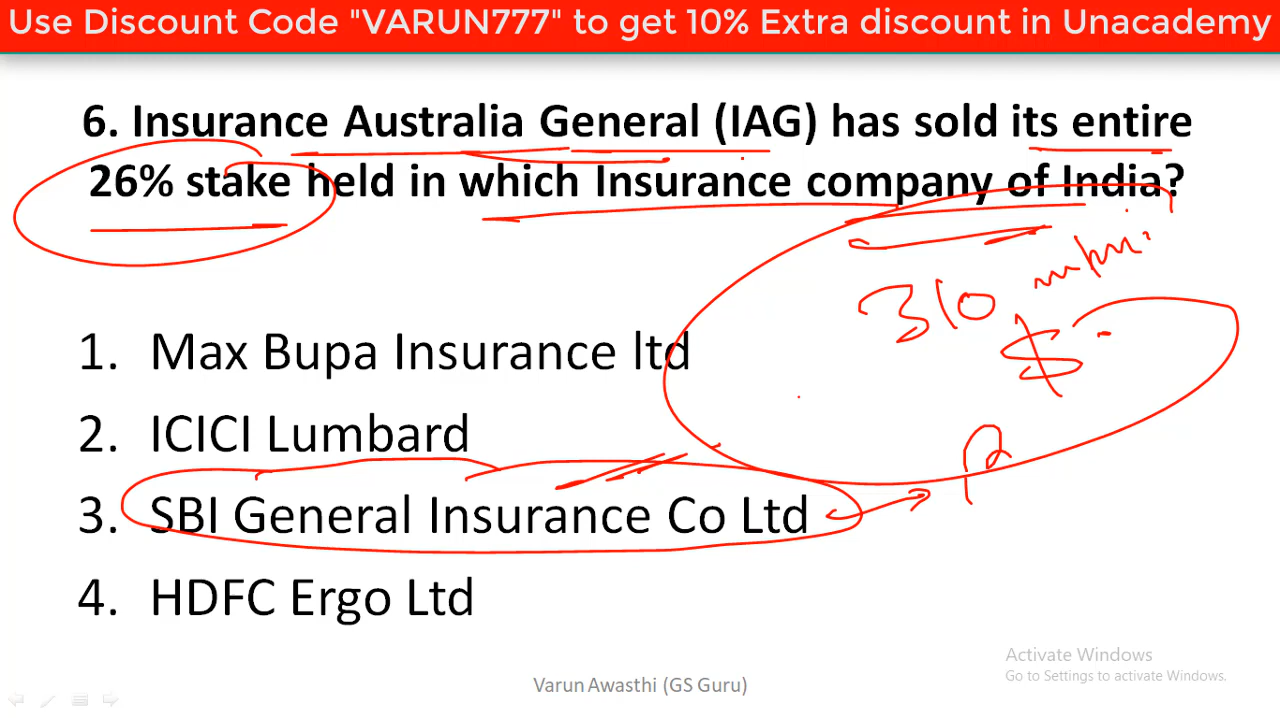 Use Discount Code "VARUN777" to get 10% Extra discount in Unacademy
6. Insurance Australia General (IAG) has sold its entire
26% stake held in which Insurance company of India?
310
$
1. Max Bupa Insurance ltd
2. ICICI Lumbard
3. SBI General Insurance Co Ltd
4. HDFC Ergo Ltd
Activate Windows
Go to Settings to activate Windows.
Varun Awasthi (GS Guru)